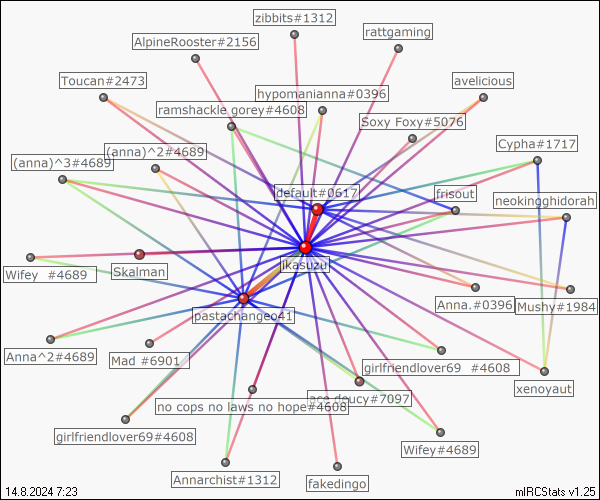 zibbits#1312
rattgaming
AlpineRooster#2156
Toucan#2473
avelicious
hypomanianna#0396
ramshackle gorey#4608
Soxy Foxy#5076
Cypha#1717
(anna)^2#4689
(anna)^3#4689
default#0617
frisout
neokingghidorah
jkasuzu
Wifey  #4689
Skalman
Anna.#0396
Mushy#1984
pastachangeo41
Anna^2#4689
Mad #6901
girlfriendlover69  #4608
xenoyaut
ace doucy#7097
no cops no laws no hope#4608
girlfriendlover69#4608
Wifey#4689
Annarchist#1312
fakedingo
14.8.2024 7:23
mIRCStats v1.25